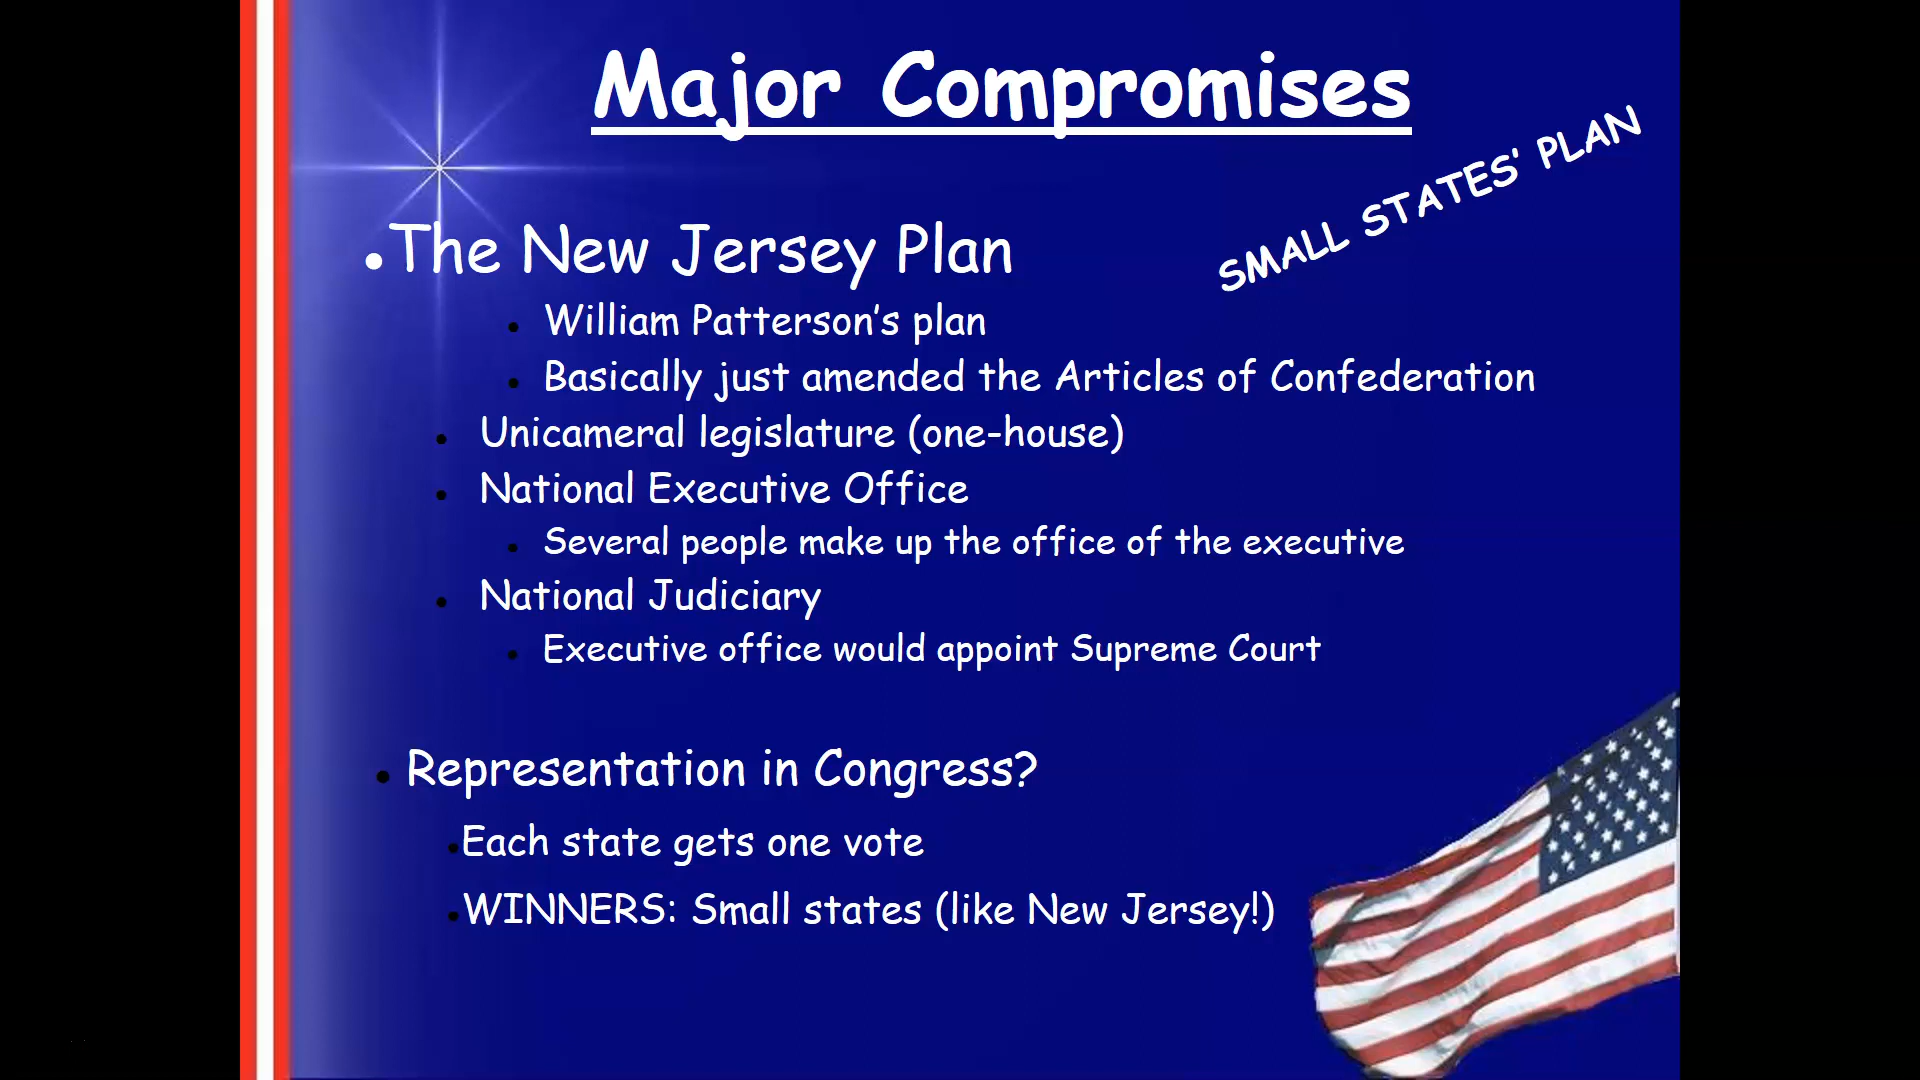 Major Compromises
SMALL STATES' PLAN
•The New Jersey Plan
• William Patterson's plan
• Basically just amended the Articles of Confederation
• Unicameral legislature (one-house)
• National Executive Office
• Several people make up the office of the executive
• National Judiciary
• Executive office would appoint Supreme Court
• Representation in Congress?
•Each state gets one vote
•WINNERS: Small states (like New Jersey!)